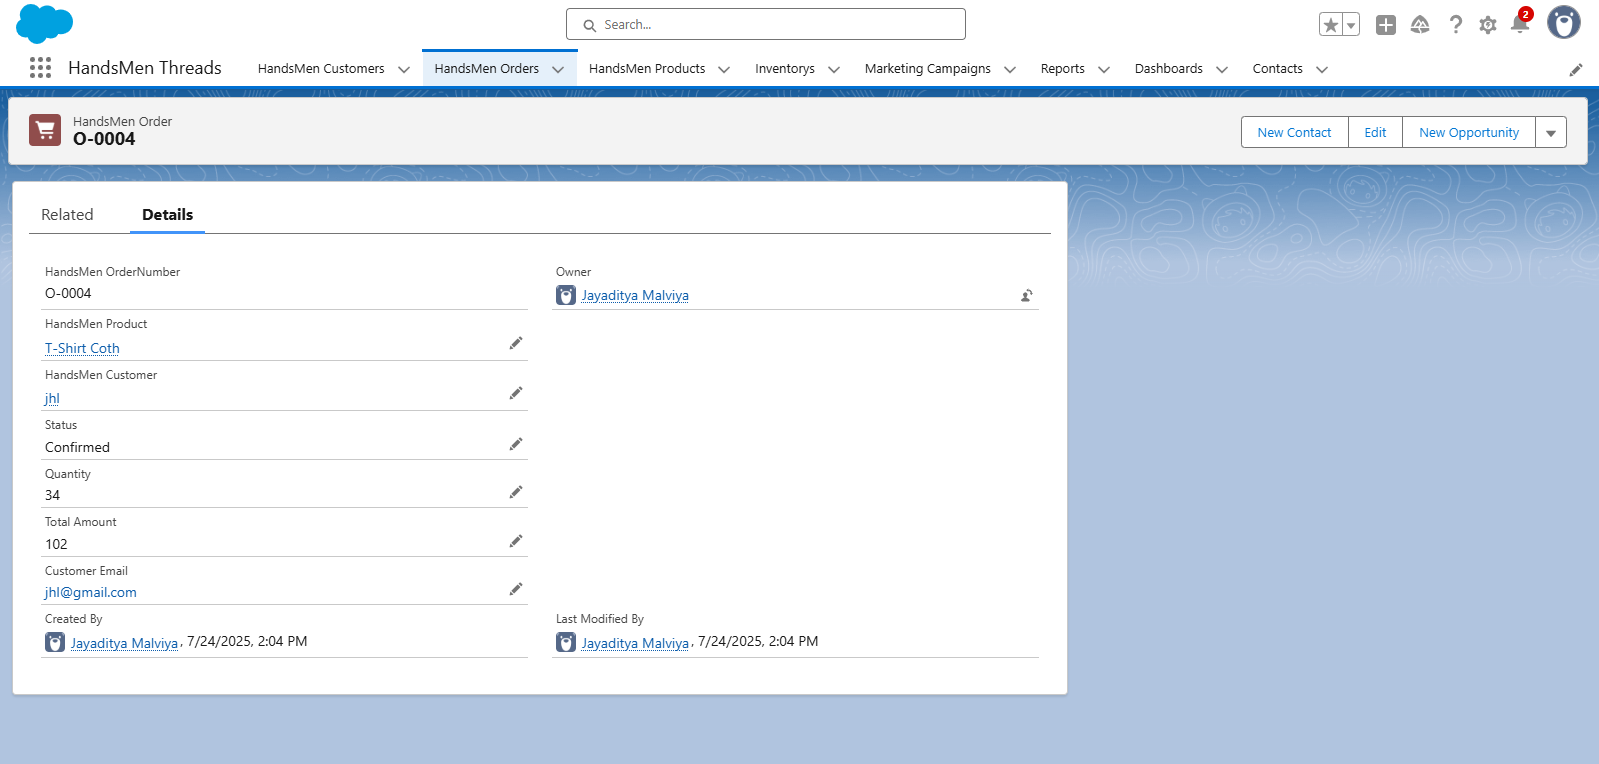 Search...
2
HandsMen Threads
HandsMen Customers
HandsMen Orders
HandsMen Products
Inventorys
Marketing Campaigns
Reports
Dashboards
Contacts
HandsMen Order
O-0004
New Contact
Edit
New Opportunity
Related
Details
HandsMen OrderNumber
O-0004
Owner
Jayaditya Malviya
HandsMen Product
T-Shirt Coth
HandsMen Customer
jhl
Status
Confirmed
Quantity
34
Total Amount
102
Customer Email
jhl@gmail.com
Created By
Jayaditya Malviya, 7/24/2025, 2:04 PM
Last Modified By
Jayaditya Malviya, 7/24/2025, 2:04 PM